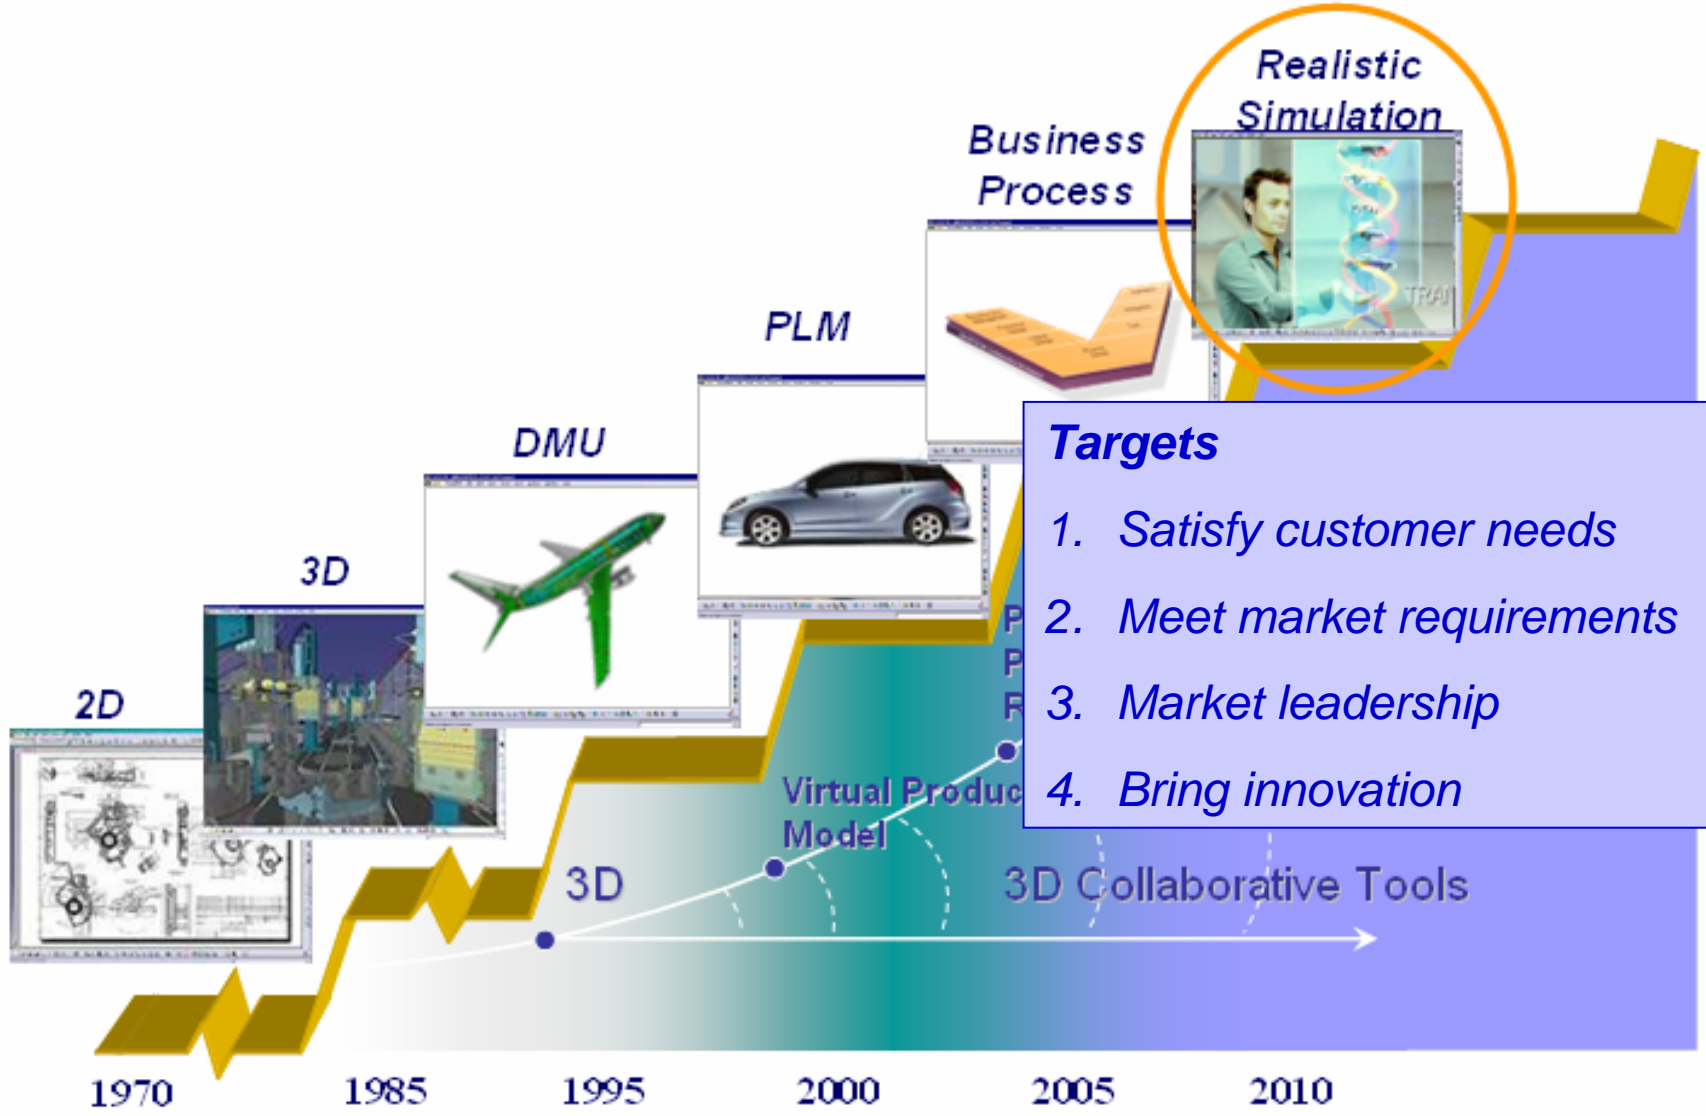 Realistic
Simulation
Business
Process
PLM
DMU
3D
2D
TRAN
Targets
1. Satisfy customer needs
2. Meet market requirements
3. Market leadership
4. Bring innovation
P
P
R
Virtual Produc
Model
3D
3D Collaborative Tools
1970
1985
1995
2000
2005
2010